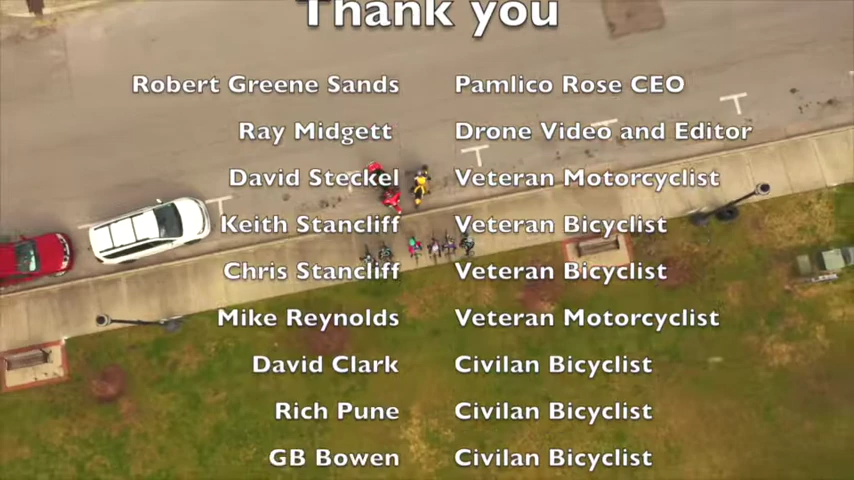 Thank you
Robert Greene Sands Pamlico Rose CEO
Ray Midgett Drone Video and Editor
David Steckel Veteran Motorcyclist
Keith Stancliff Veteran Bicyclist
Chris Stancliff Veteran Bicyclist
Mike Reynolds Veteran Motorcyclist
David Clark Civilan Bicyclist
Rich Pune Civilan Bicyclist
GB Bowen Civilan Bicyclist